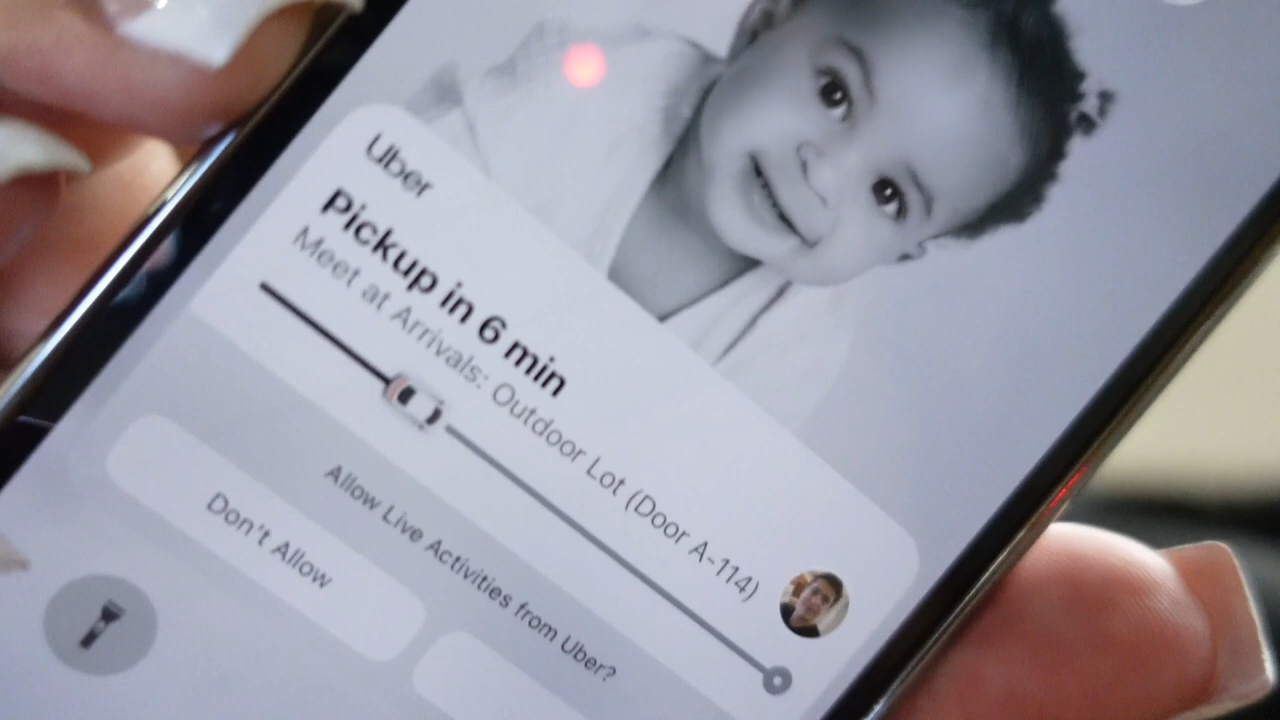 Uber
Pickup in 6 min
Meet at Arrivals: Outdoor Lot (Door A-114)
Allow Live Activities from Uber?
Don't Allow